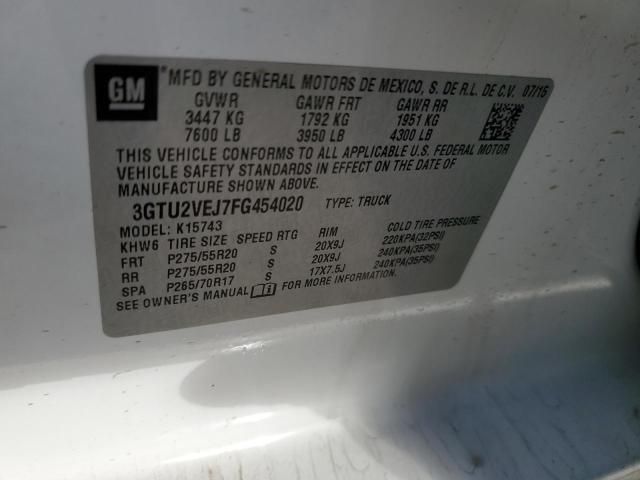 GM
*MFD BY GENERAL MOTORS DE MEXICO, S. DE R.L. DE C.V. 07/15
GVWR GAWR FRT GAWR RR
3447 KG 1792 KG 1951 KG
7600 LB 3950 LB 4300 LB
THIS VEHICLE CONFORMS TO ALL APPLICABLE U.S. FEDERAL MOTOR
VEHICLE SAFETY STANDARDS IN EFFECT ON THE DATE OF
MANUFACTURE SHOWN ABOVE.
3GTU2VEJ7FG454020 TYPE: TRUCK
MODEL: K15743
KHW6 TIRE SIZE SPEED RTG RIM COLD TIRE PRESSURE
FRT P275/55R20 S 20X9J 220KPA(32PSI)
RR P275/55R20 S 20X9J 240KPA(35PSI)
SPA P265/70R17 S 17X7.5J 240KPA(35PSI)
SEE OWNER'S MANUAL FOR MORE INFORMATION.